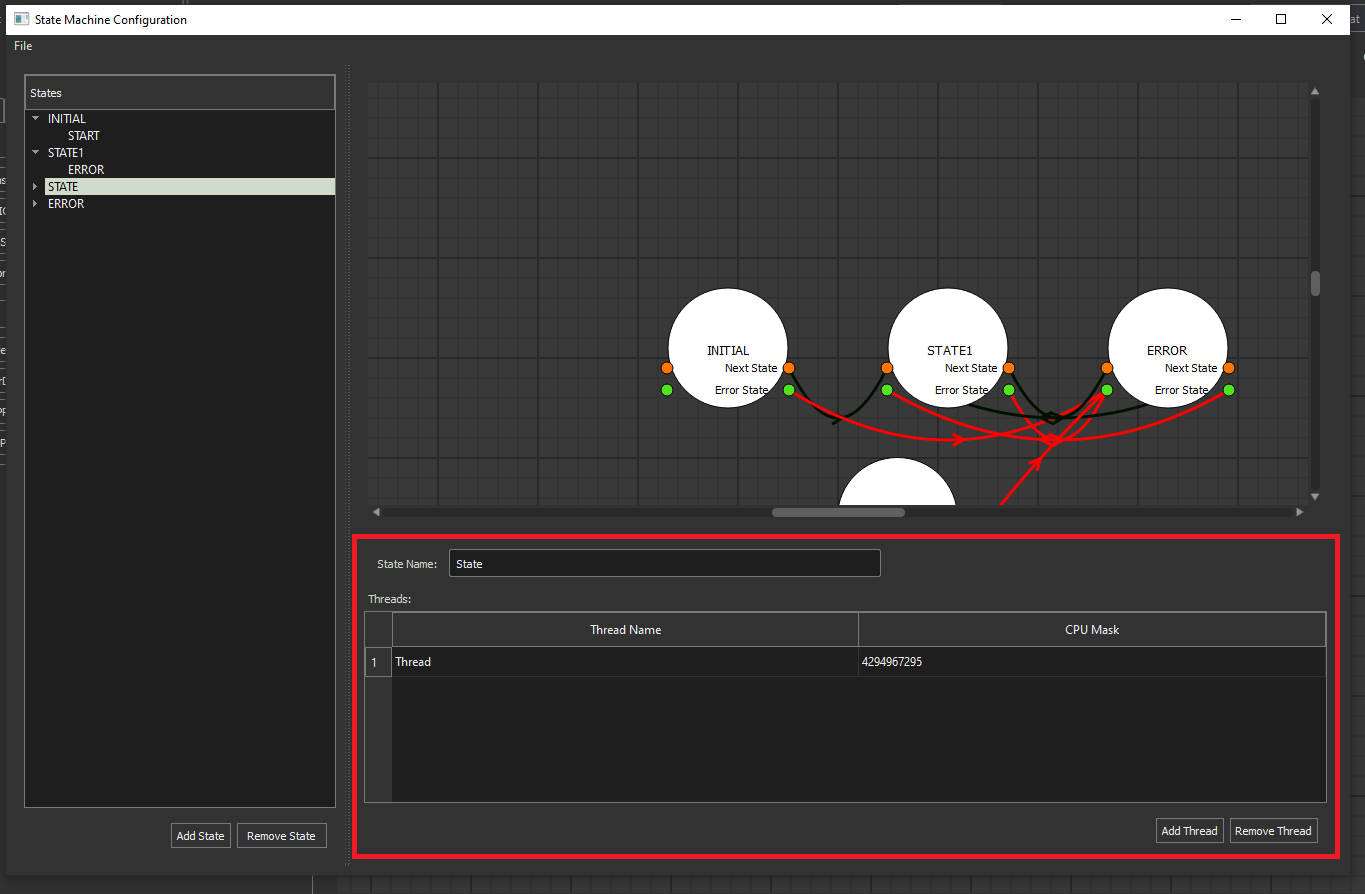 State Machine Configuration
File
States
INITIAL
START
STATE1
ERROR
STATE
ERROR
INITIAL
Next State
Error State
STATE1
Next State
Error State
ERROR
Next State
Error State
State Name: State
Threads:
Thread Name CPU Mask
1 Thread 4294967295
Add State Remove State
Add Thread Remove Thread